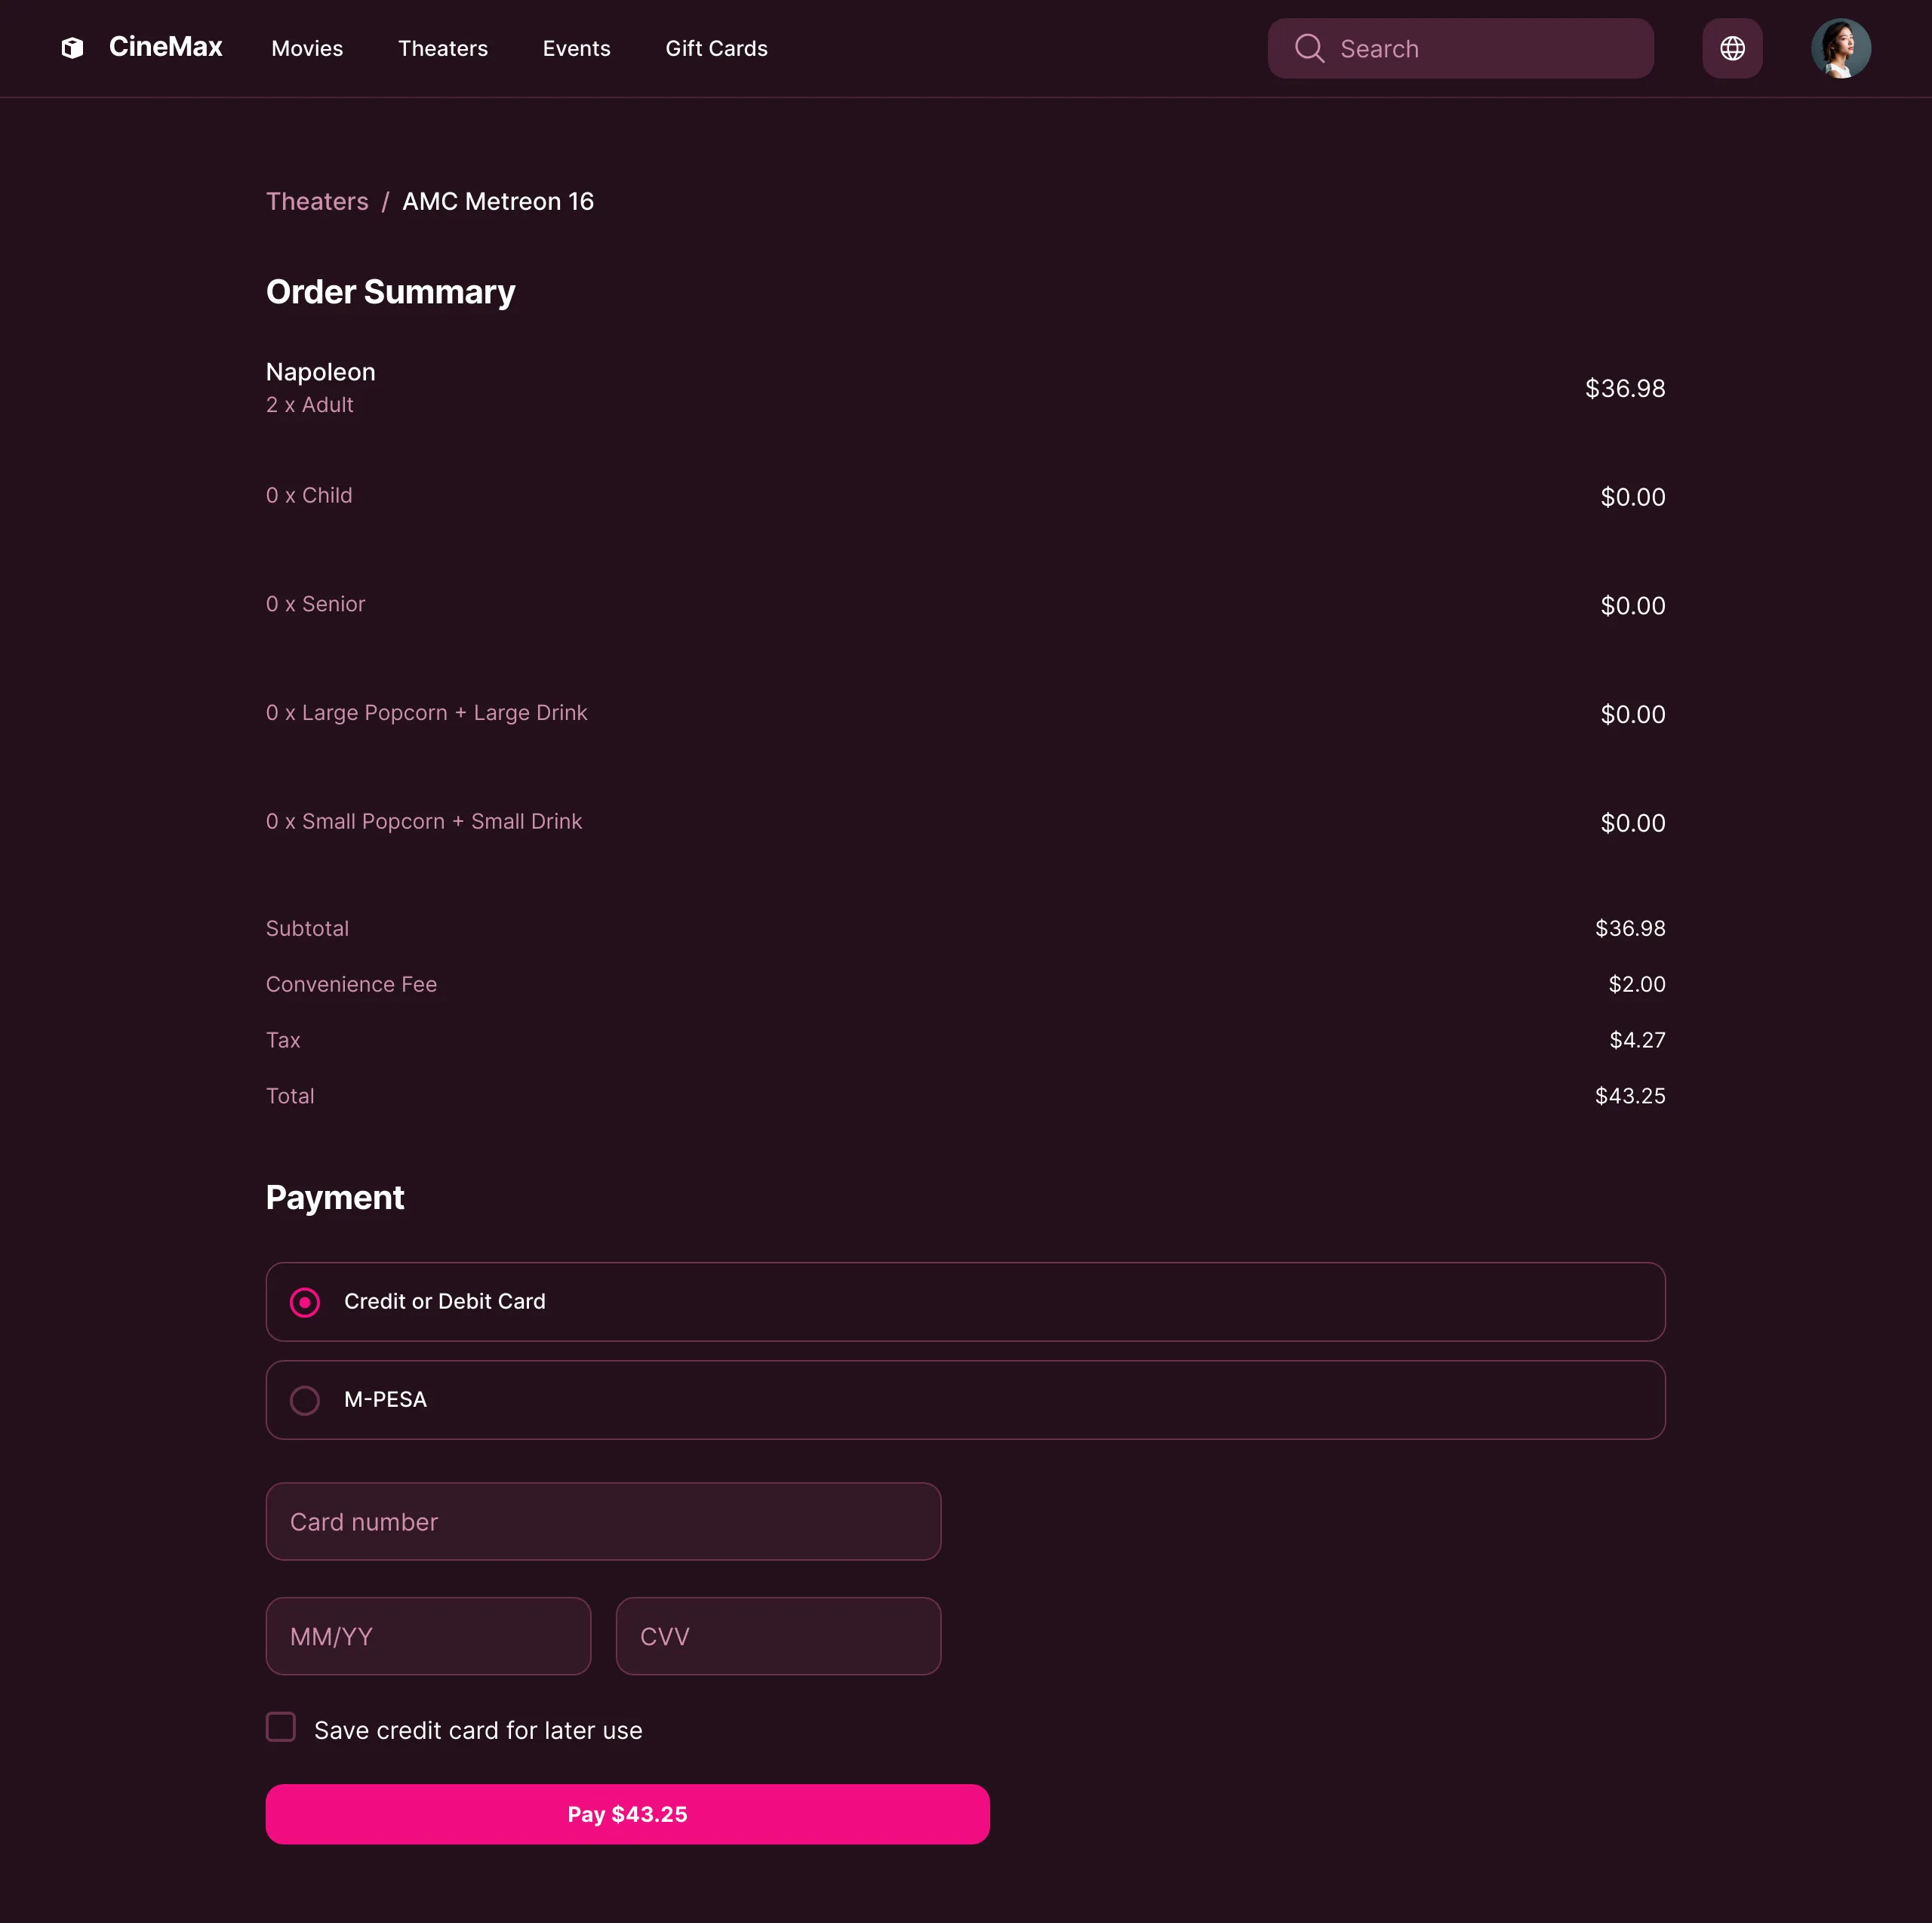 CineMax Movies Theaters Events Gift Cards Search
Theaters / AMC Metreon 16
Order Summary
Napoleon
2 x Adult
$36.98
0 x Child $0.00
0 x Senior $0.00
0 x Large Popcorn + Large Drink $0.00
0 x Small Popcorn + Small Drink $0.00
Subtotal $36.98
Convenience Fee $2.00
Tax $4.27
Total $43.25
Payment
Credit or Debit Card
M-PESA
Card number
MM/YY CVV
Save credit card for later use
Pay $43.25